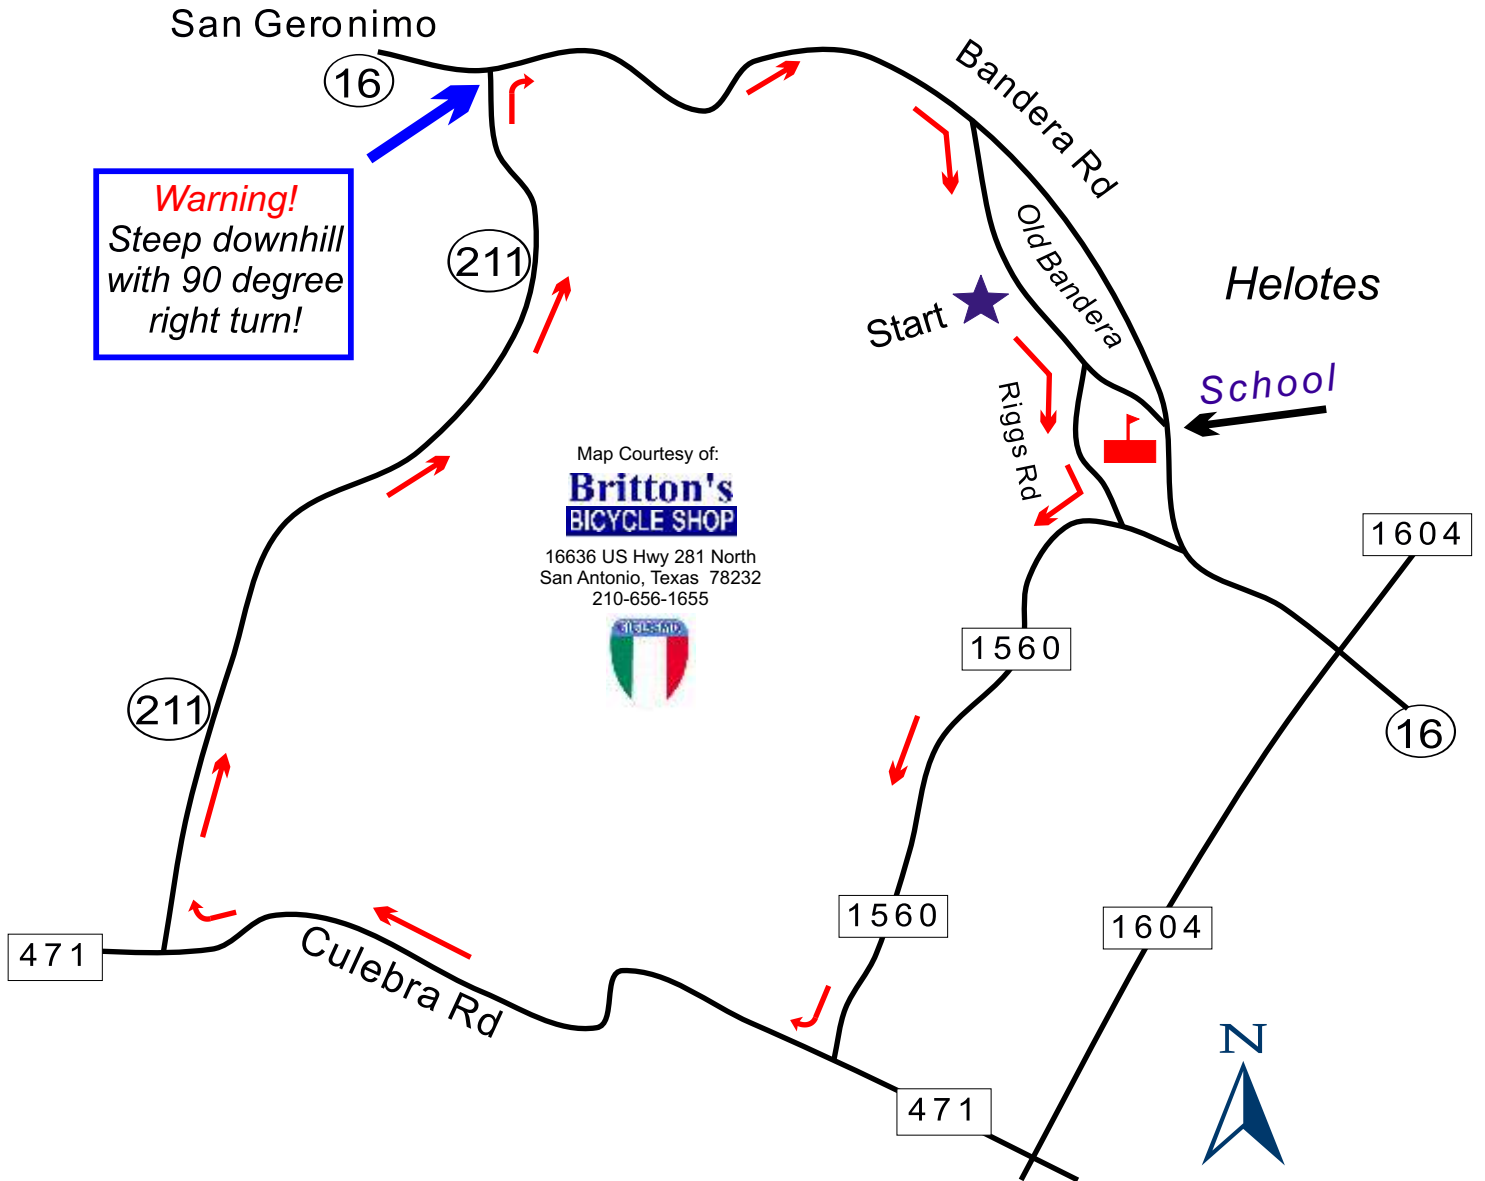 San Geronimo
16
Bandera Rd
Warning!
Steep downhill
with 90 degree
right turn!
211
Old Bandera
Helotes
Start
School
Riggs Rd
Map Courtesy of:
Britton's
BICYCLE SHOP
16636 US Hwy 281 North
San Antonio, Texas 78232
210-656-1655
1604
1560
211
16
1560
1604
471
Culebra Rd
471
N